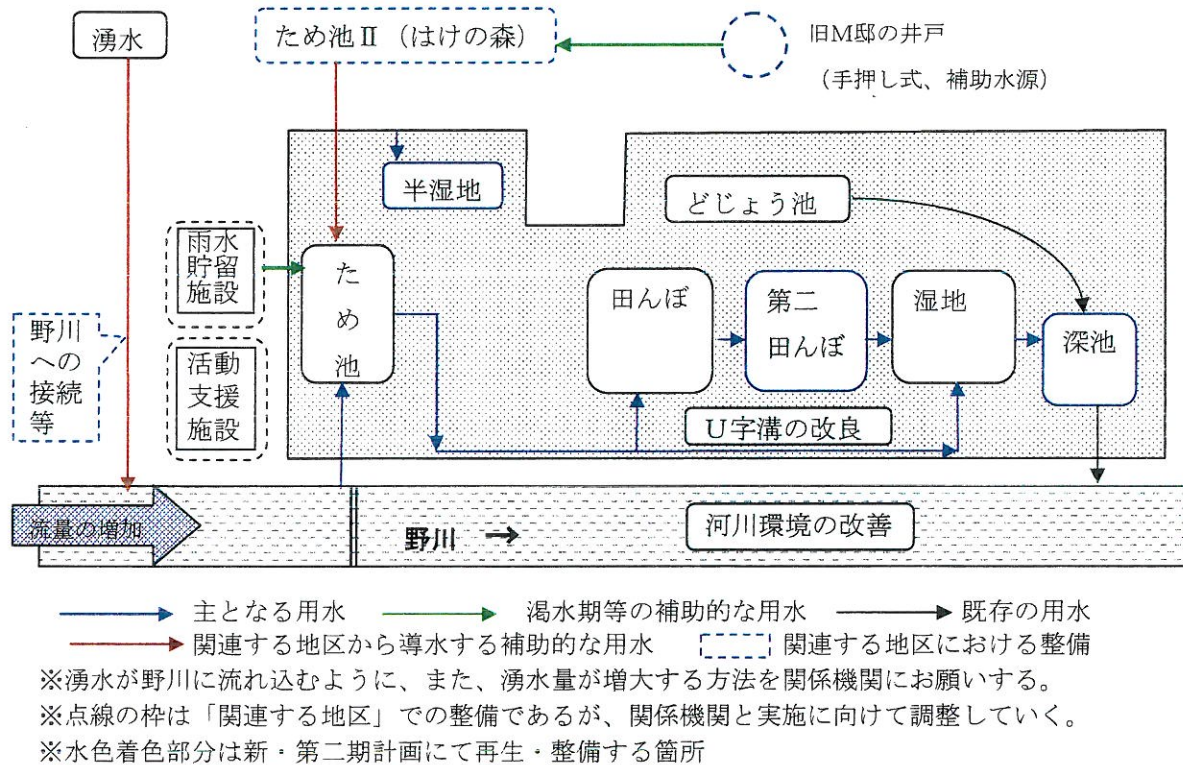 湧水
ため池Ⅱ（はけの森）
旧M邸の井戸
（手押し式、補助水源）
半湿地
どじょう池
雨水
貯留
施設
た
め
池
田んぼ
第二
田んぼ
湿地
深池
野川
への
接続
等
活動
支援
施設
U字溝の改良
流量の増加
野川 →
河川環境の改善
主となる用水
渇水期等の補助的な用水
既存の用水
関連する地区から導水する補助的な用水
関連する地区における整備
※湧水が野川に流れ込むように、また、湧水量が増大する方法を関係機関にお願いする。
※点線の枠は「関連する地区」での整備であるが、関係機関と実施に向けて調整していく。
※水色着色部分は新・第二期計画にて再生・整備する箇所